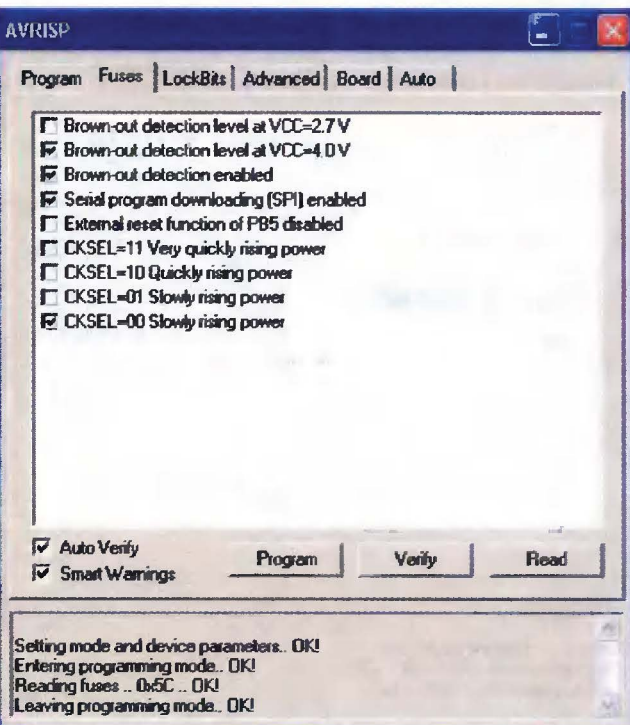 AVRISP
Program Fuses LockBits Advanced Board Auto
Brown-out detection level at VCC=2.7 V
Brown-out detection level at VCC=4.0 V
Brown-out detection enabled
Serial program downloading (SPI) enabled
External reset function of PB5 disabled
CKSEL=11 Very quickly rising power
CKSEL=10 Quickly rising power
CKSEL=01 Slowly rising power
CKSEL=00 Slowly rising power
Auto Verify
Smart Warnings
Program Verify Read
Setting mode and device parameters.. OK!
Entering programming mode.. OK!
Reading fuses .. 0x5C .. OK!
Leaving programming mode.. OK!